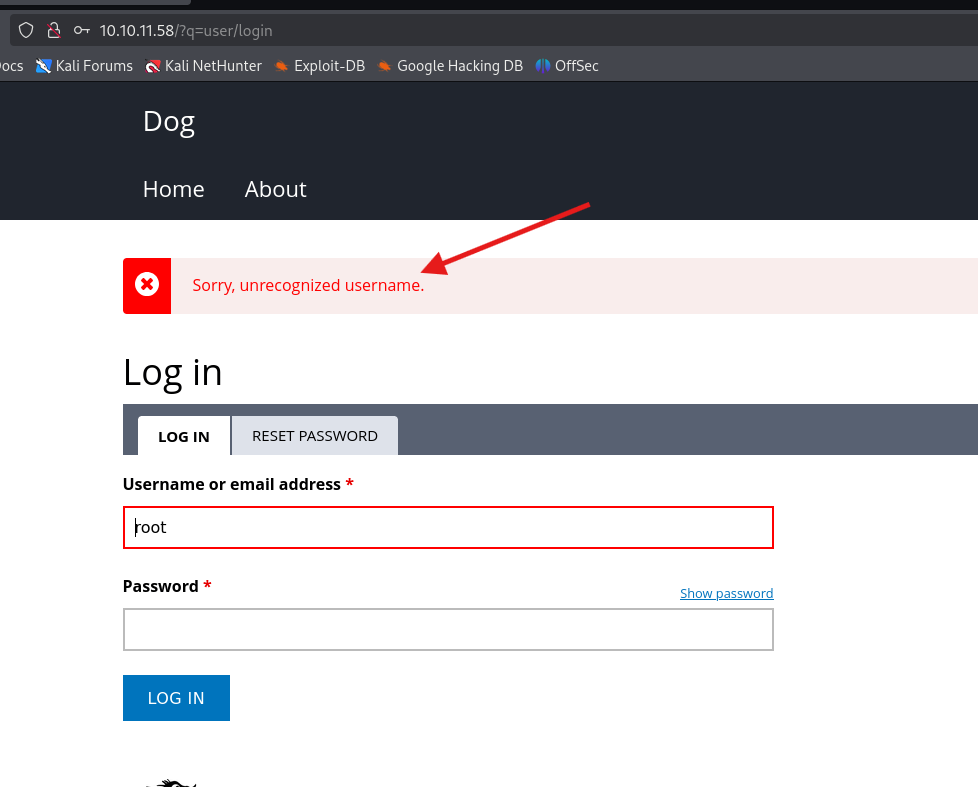 10.10.11.58/?q=user/login
ocs Kali Forums Kali NetHunter Exploit-DB Google Hacking DB OffSec
Dog
Home About
Sorry, unrecognized username.
Log in
LOG IN RESET PASSWORD
Username or email address *
root
Password *
Show password
LOG IN